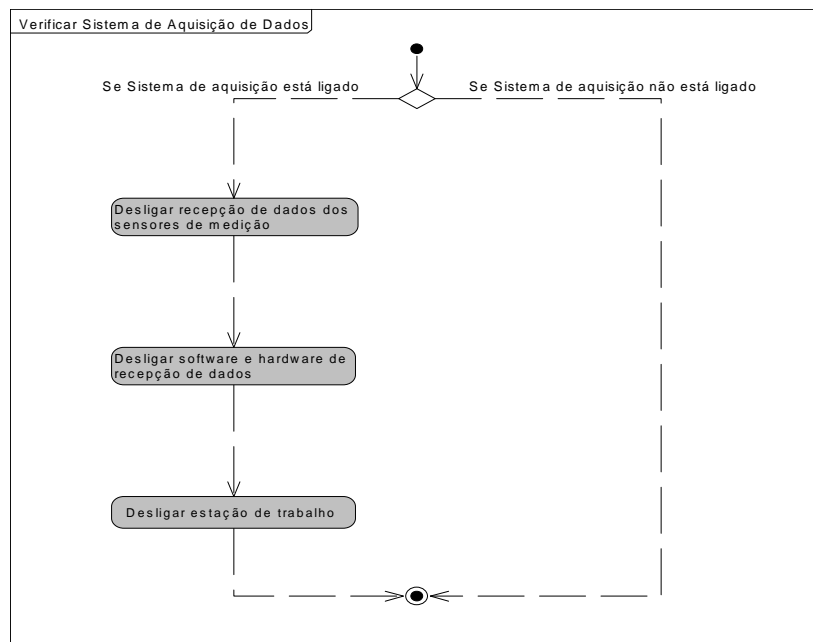 Verificar Sistema de Aquisição de Dados
Se Sistema de aquisição está ligado
Se Sistema de aquisição não está ligado
Desligar recepção de dados dos
sensores de medição
Desligar software e hardware de
recepção de dados
Desligar estação de trabalho